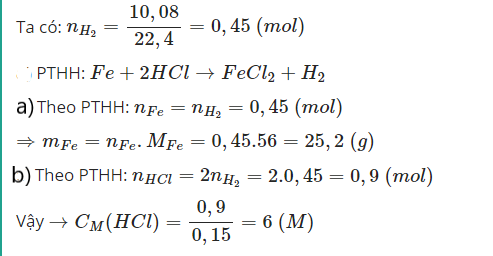 Ta có: n_{H_2} = \frac{10,08}{22,4} = 0,45 (mol)
PTHH: Fe + 2HCl → FeCl_2 + H_2
a) Theo PTHH: n_{Fe} = n_{H_2} = 0,45 (mol)
⇒ m_{Fe} = n_{Fe}. M_{Fe} = 0,45.56 = 25,2 (g)
b) Theo PTHH: n_{HCl} = 2n_{H_2} = 2.0,45 = 0,9 (mol)
Vậy → C_M(HCl) = \frac{0,9}{0,15} = 6 (M)